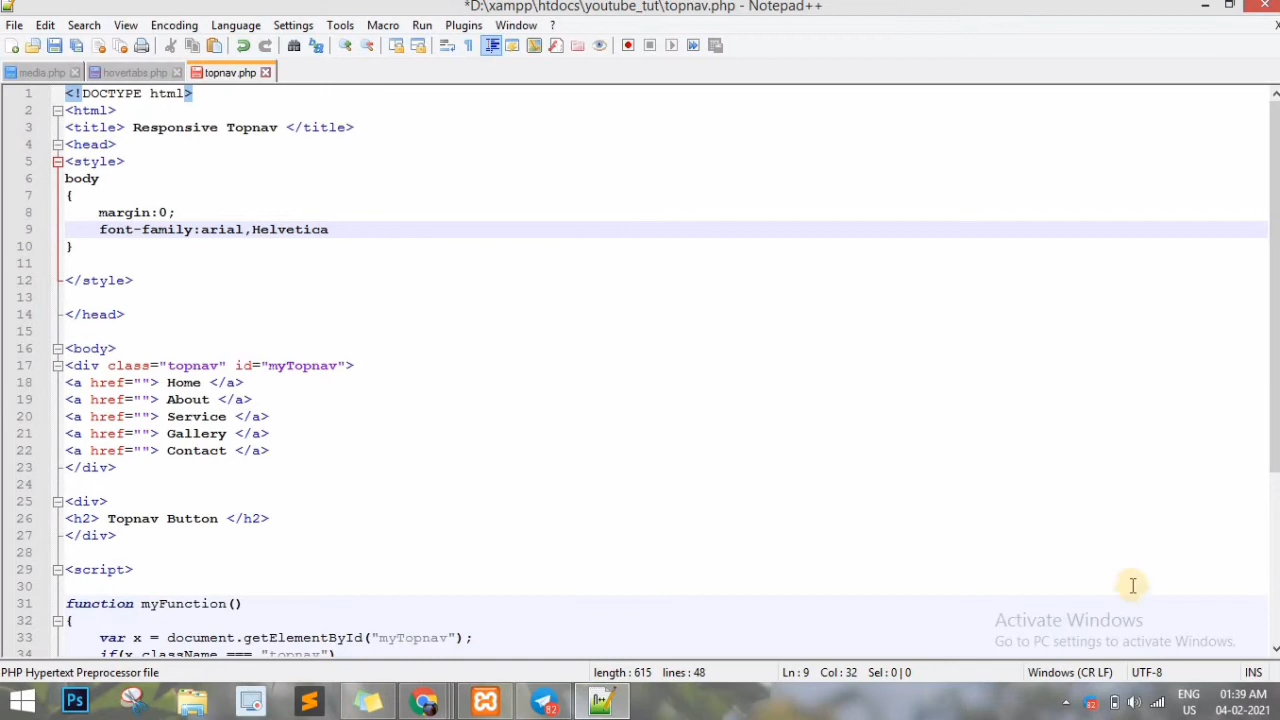 *D:\xampp\htdocs\youtube_tut\topnav.php - Notepad++
File Edit Search View Encoding Language Settings Tools Macro Run Plugins Window ?
media.php hovertabs.php topnav.php
1 <!DOCTYPE html>
2 <html>
3 <title> Responsive Topnav </title>
4 <head>
5 <style>
6 body
7 {
8 margin:0;
9 font-family:arial,Helvetica
10 }
11
12 </style>
13
14 </head>
15
16 <body>
17 <div class="topnav" id="myTopnav">
18 <a href=""> Home </a>
19 <a href=""> About </a>
20 <a href=""> Service </a>
21 <a href=""> Gallery </a>
22 <a href=""> Contact </a>
23 </div>
24
25 <div>
26 <h2> Topnav Button </h2>
27 </div>
28
29 <script>
30
31 function myFunction()
32 {
33 var x = document.getElementById("myTopnav");
34 if(x.className === "topnav")
Activate Windows
Go to PC settings to activate Windows.
PHP Hypertext Preprocessor file length : 615 lines : 48 Ln : 9 Col : 32 Sel : 0 | 0 Windows (CR LF) UTF-8 INS
Ps 82 82 ENG 01:39 AM
US 04-02-2021